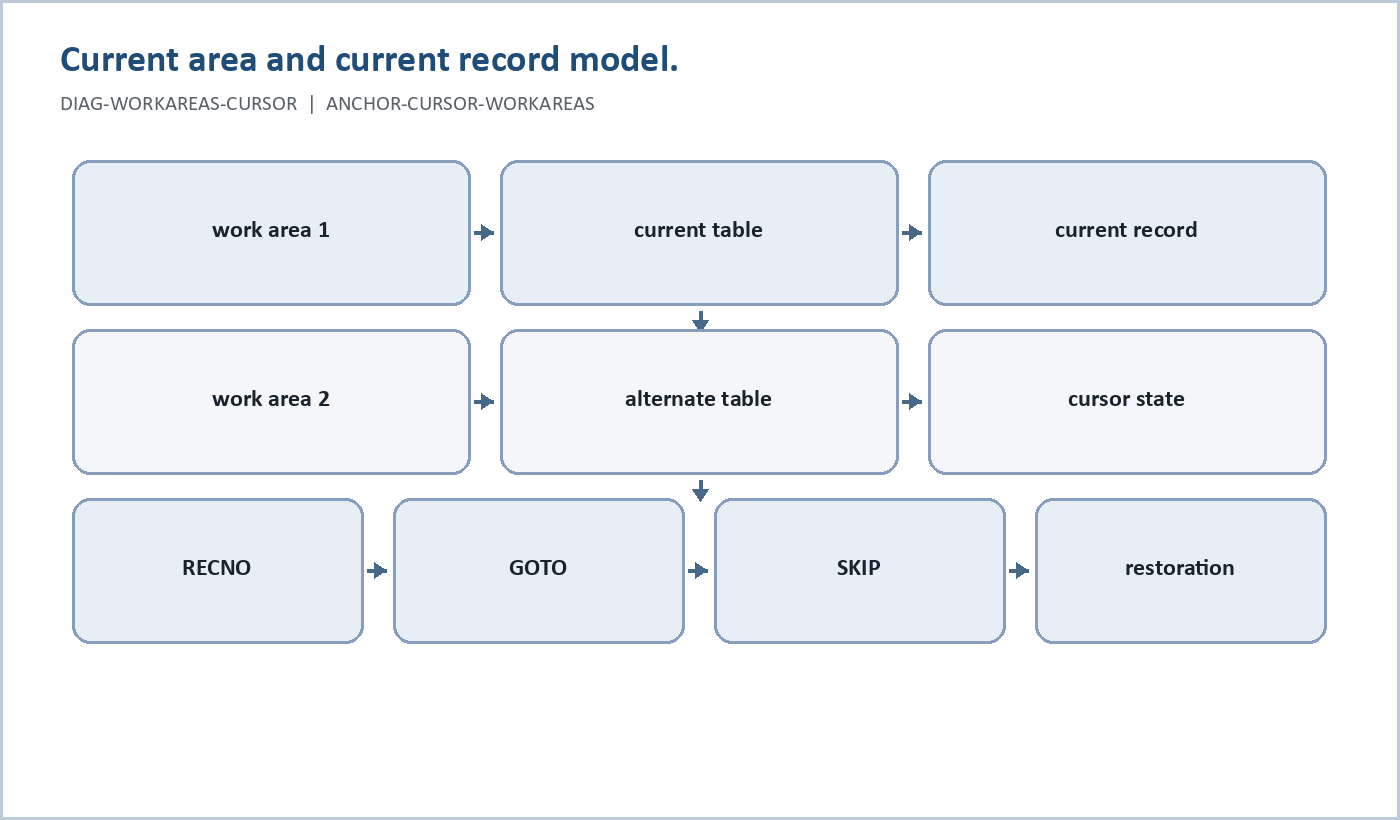 Current area and current record model.
DIAG-WORKAREAS-CURSOR | ANCHOR-CURSOR-WORKAREAS
work area 1
current table
current record
work area 2
alternate table
cursor state
RECNO
GOTO
SKIP
restoration